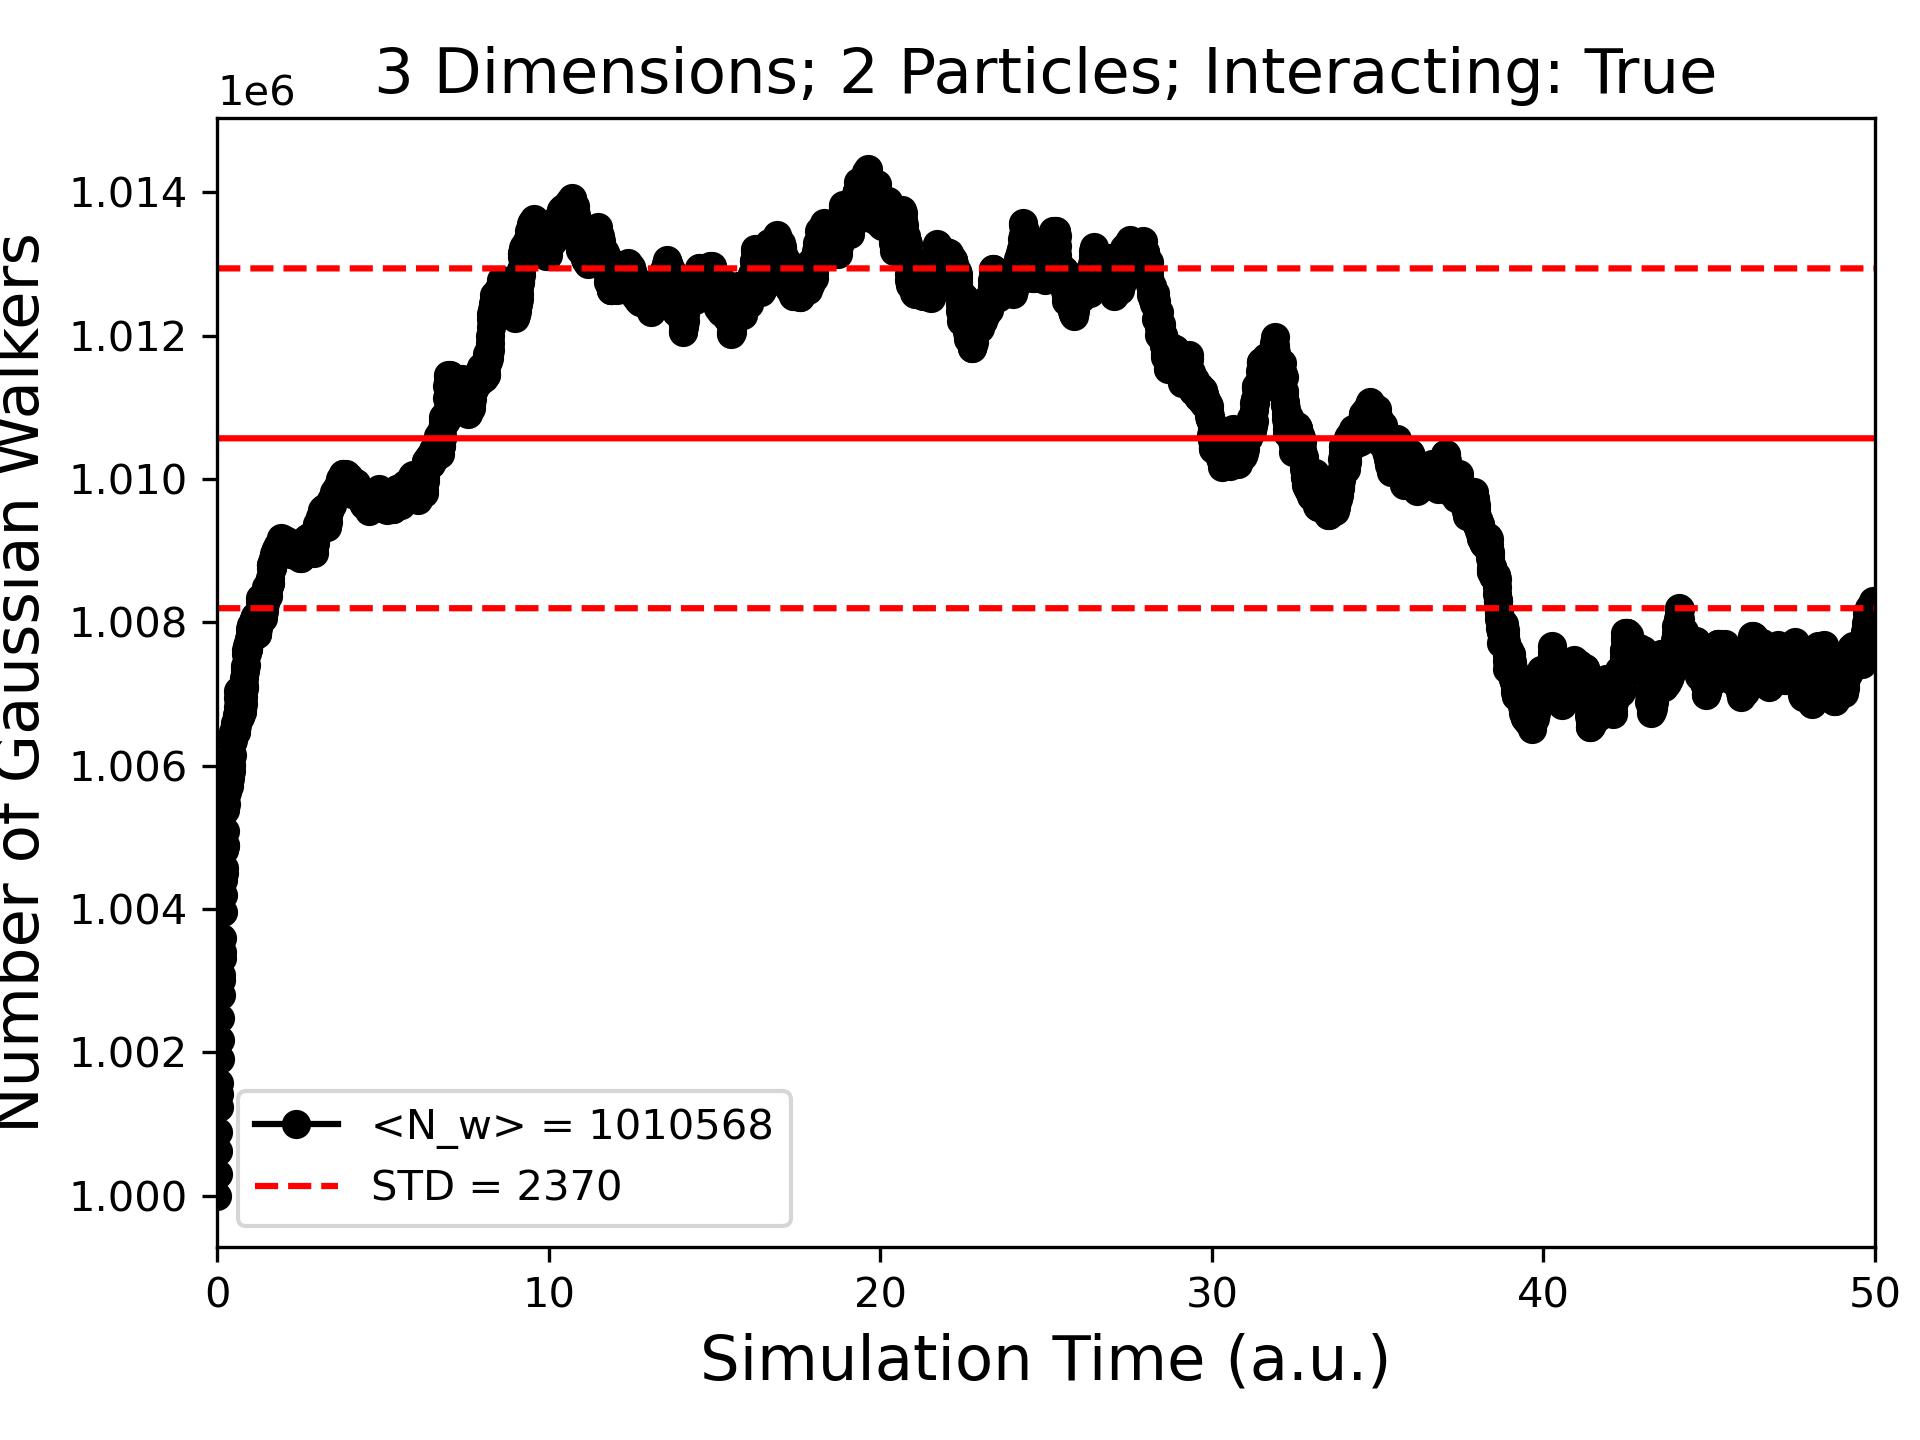 3 Dimensions; 2 Particles; Interacting: True
1e6
Number of Gaussian Walkers
1.014
1.012
1.010
1.008
1.006
1.004
1.002
1.000
<N_w> = 1010568
STD = 2370
0 10 20 30 40 50
Simulation Time (a.u.)